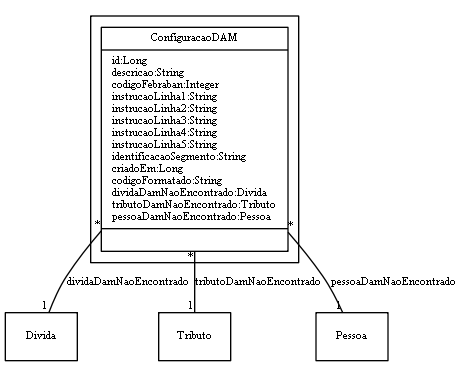 ConfiguracaoDAM
id:Long
descricao:String
codigoFebraban:Integer
instrucaoLinha1:String
instrucaoLinha2:String
instrucaoLinha3:String
instrucaoLinha4:String
instrucaoLinha5:String
identificacaoSegmento:String
criadoEm:Long
codigoFormatado:String
dividaDamNaoEncontrado:Divida
tributoDamNaoEncontrado:Tributo
pessoaDamNaoEncontrado:Pessoa
* * *
dividaDamNaoEncontrado tributoDamNaoEncontrado pessoaDamNaoEncontrado
1 1 1
Divida Tributo Pessoa